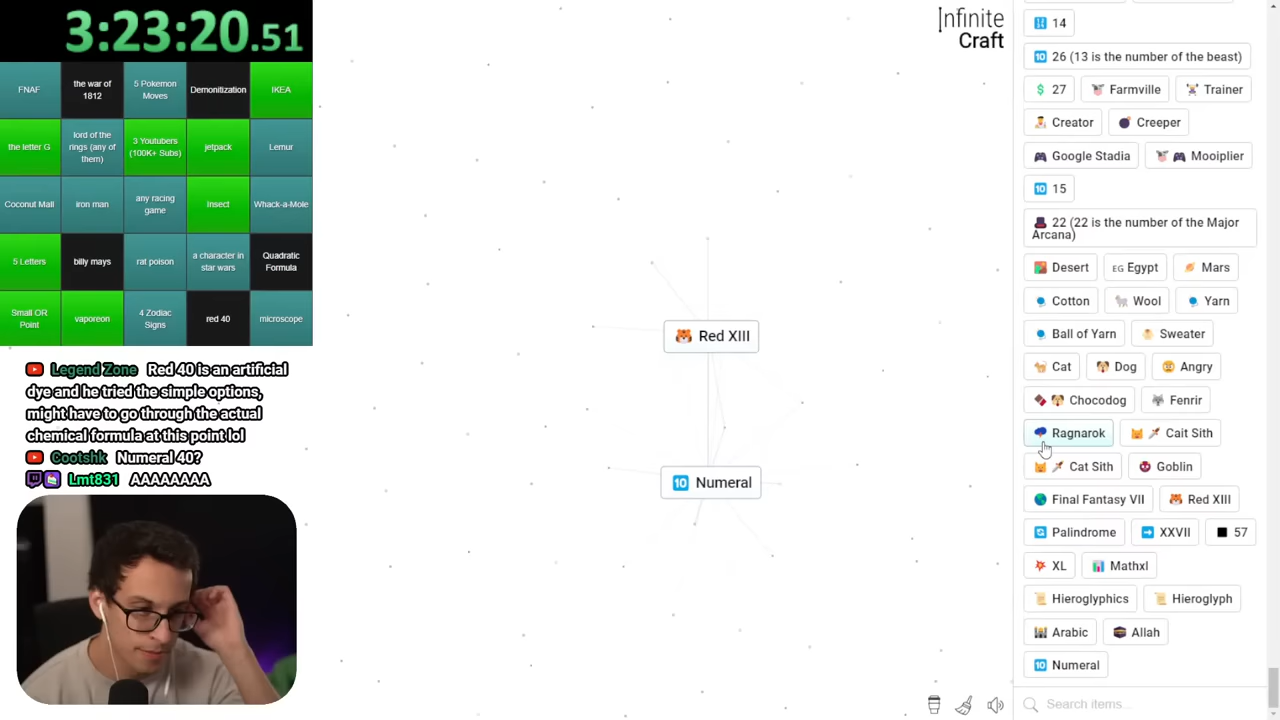 3:23:20.51
FNAF
the war of
1812
5 Pokemon
Moves
Demonitization
IKEA
the letter G
lord of the
rings (any of
them)
3 Youtubers
(100K+ Subs)
jetpack
Lemur
Coconut Mall
iron man
any racing
game
Insect
Whack-a-Mole
5 Letters
billy mays
rat poison
a character in
star wars
Quadratic
Formula
Small OR
Point
vaporeon
4 Zodiac
Signs
red 40
microscope
Legend Zone Red 40 is an artificial
dye and he tried the simple options,
might have to go through the actual
chemical formula at this point lol
Cootshk Numeral 40?
Lmt831 AAAAAAAA
Infinite
Craft
Red XIII
Numeral
14
26 (13 is the number of the beast)
27 Farmville Trainer
Creator Creeper
Google Stadia Mooiplier
15
22 (22 is the number of the Major
Arcana)
Desert Egypt Mars
Cotton Wool Yarn
Ball of Yarn Sweater
Cat Dog Angry
Chocodog Fenrir
Ragnarok Cait Sith
Cat Sith Goblin
Final Fantasy VII Red XIII
Palindrome XXVII 57
XL Mathxl
Hieroglyphics Hieroglyph
Arabic Allah
Numeral
Search items...